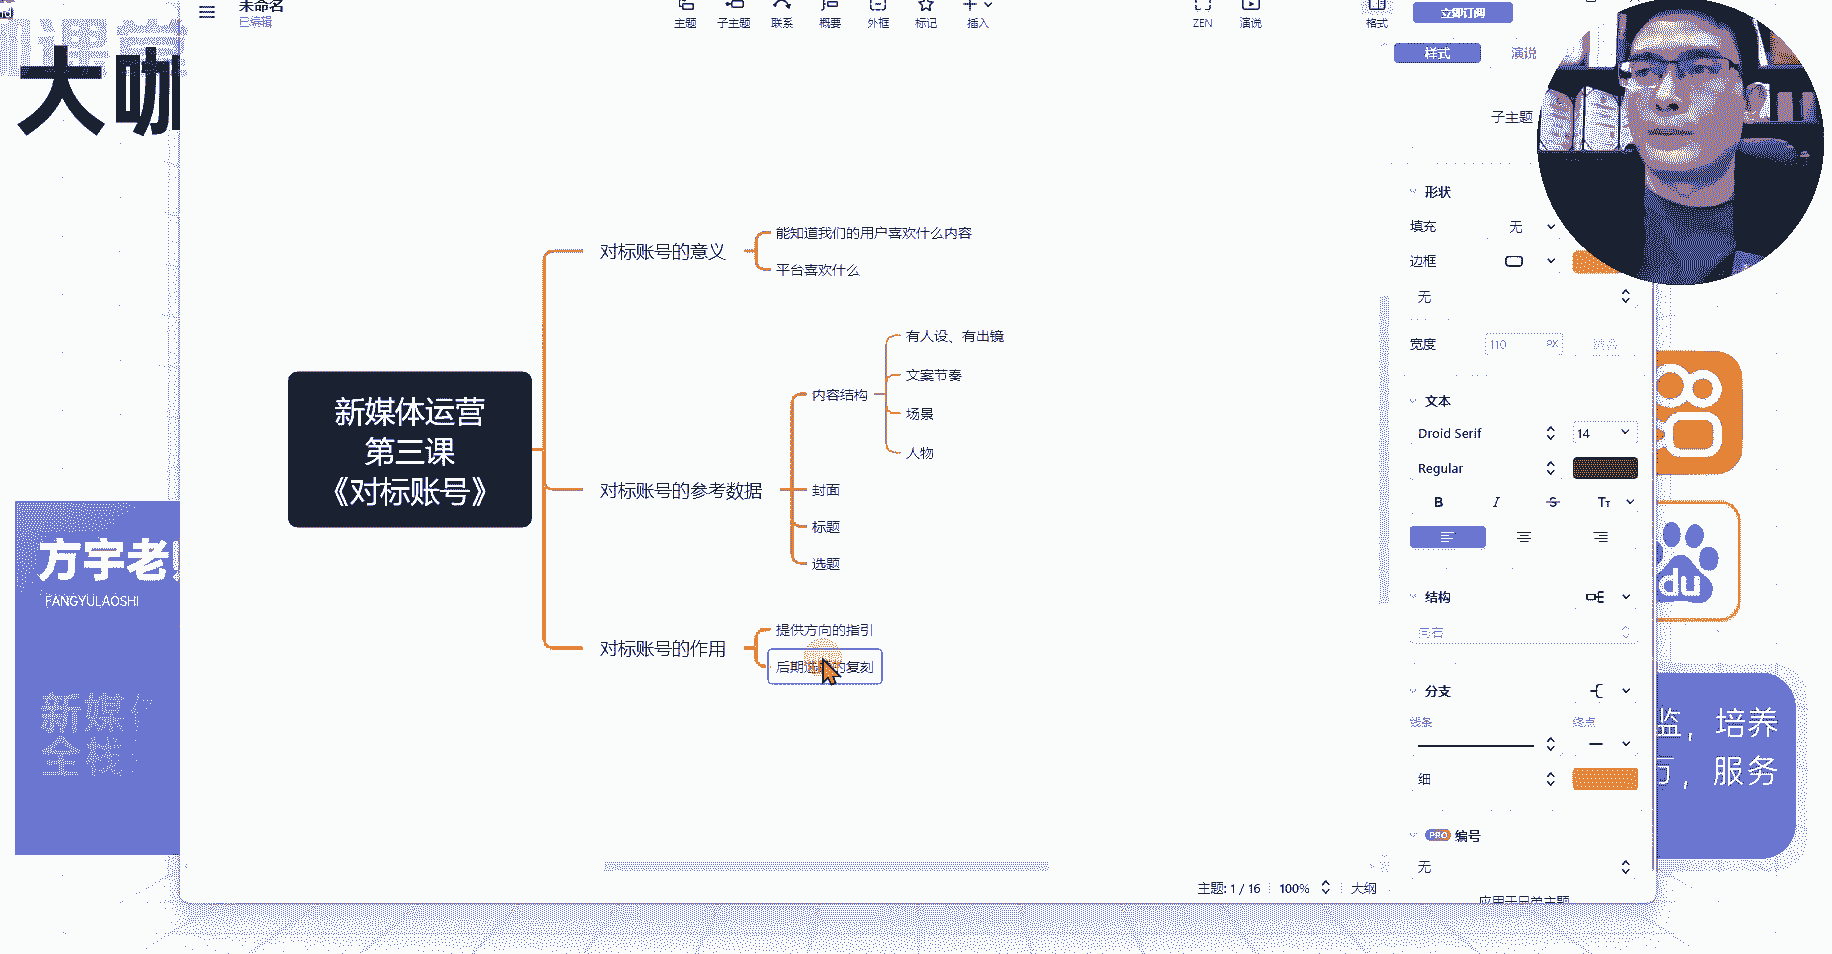 未命名
已编辑
主题
子主题
联系
概要
外框
标记
插入
ZEN
演说
格式
立即订阅
样式
演说
子主题
大咖
方宇老
FANGYULAOSHI
新媒
全栈
新媒体运营
第三课
《对标账号》
对标账号的意义
能知道我们的用户喜欢什么内容
平台喜欢什么
对标账号的参考数据
内容结构
有人设、有出镜
文案节奏
场景
人物
封面
标题
选题
对标账号的作用
提供方向的指引
后期选题的复刻
形状
填充
无
边框
无
宽度
110
PX
文本
Droid Serif
14
Regular
B
I
S
Tт
结构
分支
线条
终点
细
PRO
编号
无
主题: 1 / 16
100%
大纲
du
监，培养
万，服务